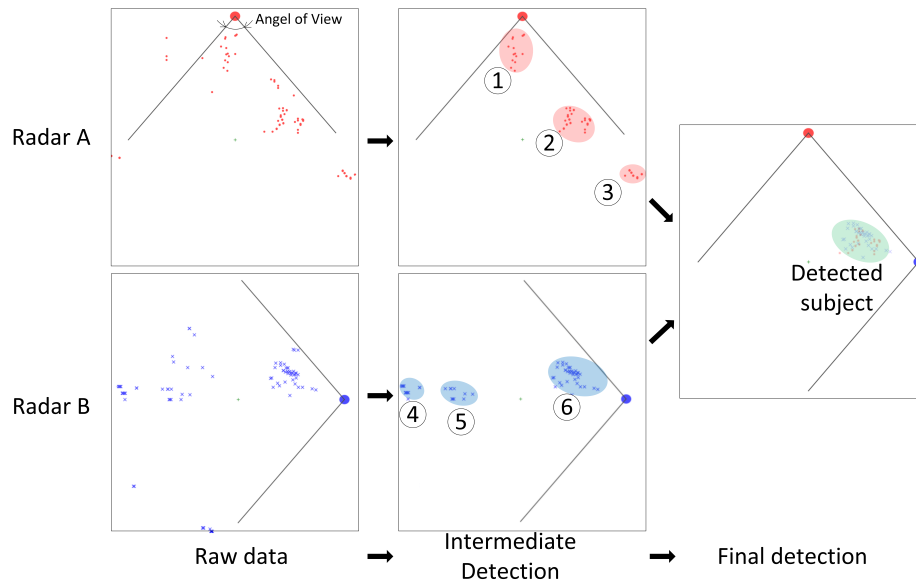 Angel of View
Radar A
1
2
3
Detected
subject
Radar B
4
5
6
Raw data
Intermediate
Detection
Final detection